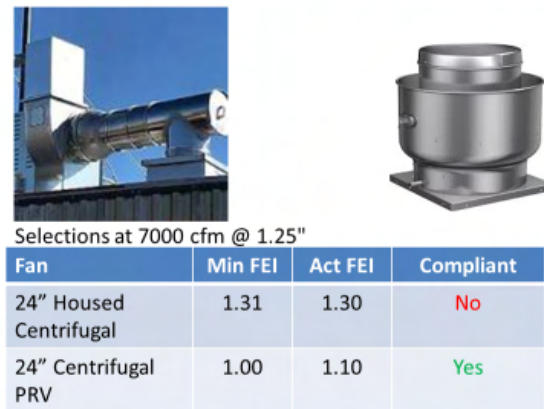 Selections at 7000 cfm @ 1.25"
Fan Min FEI Act FEI Compliant
24” Housed 1.31 1.30 No
Centrifugal
24” Centrifugal 1.00 1.10 Yes
PRV